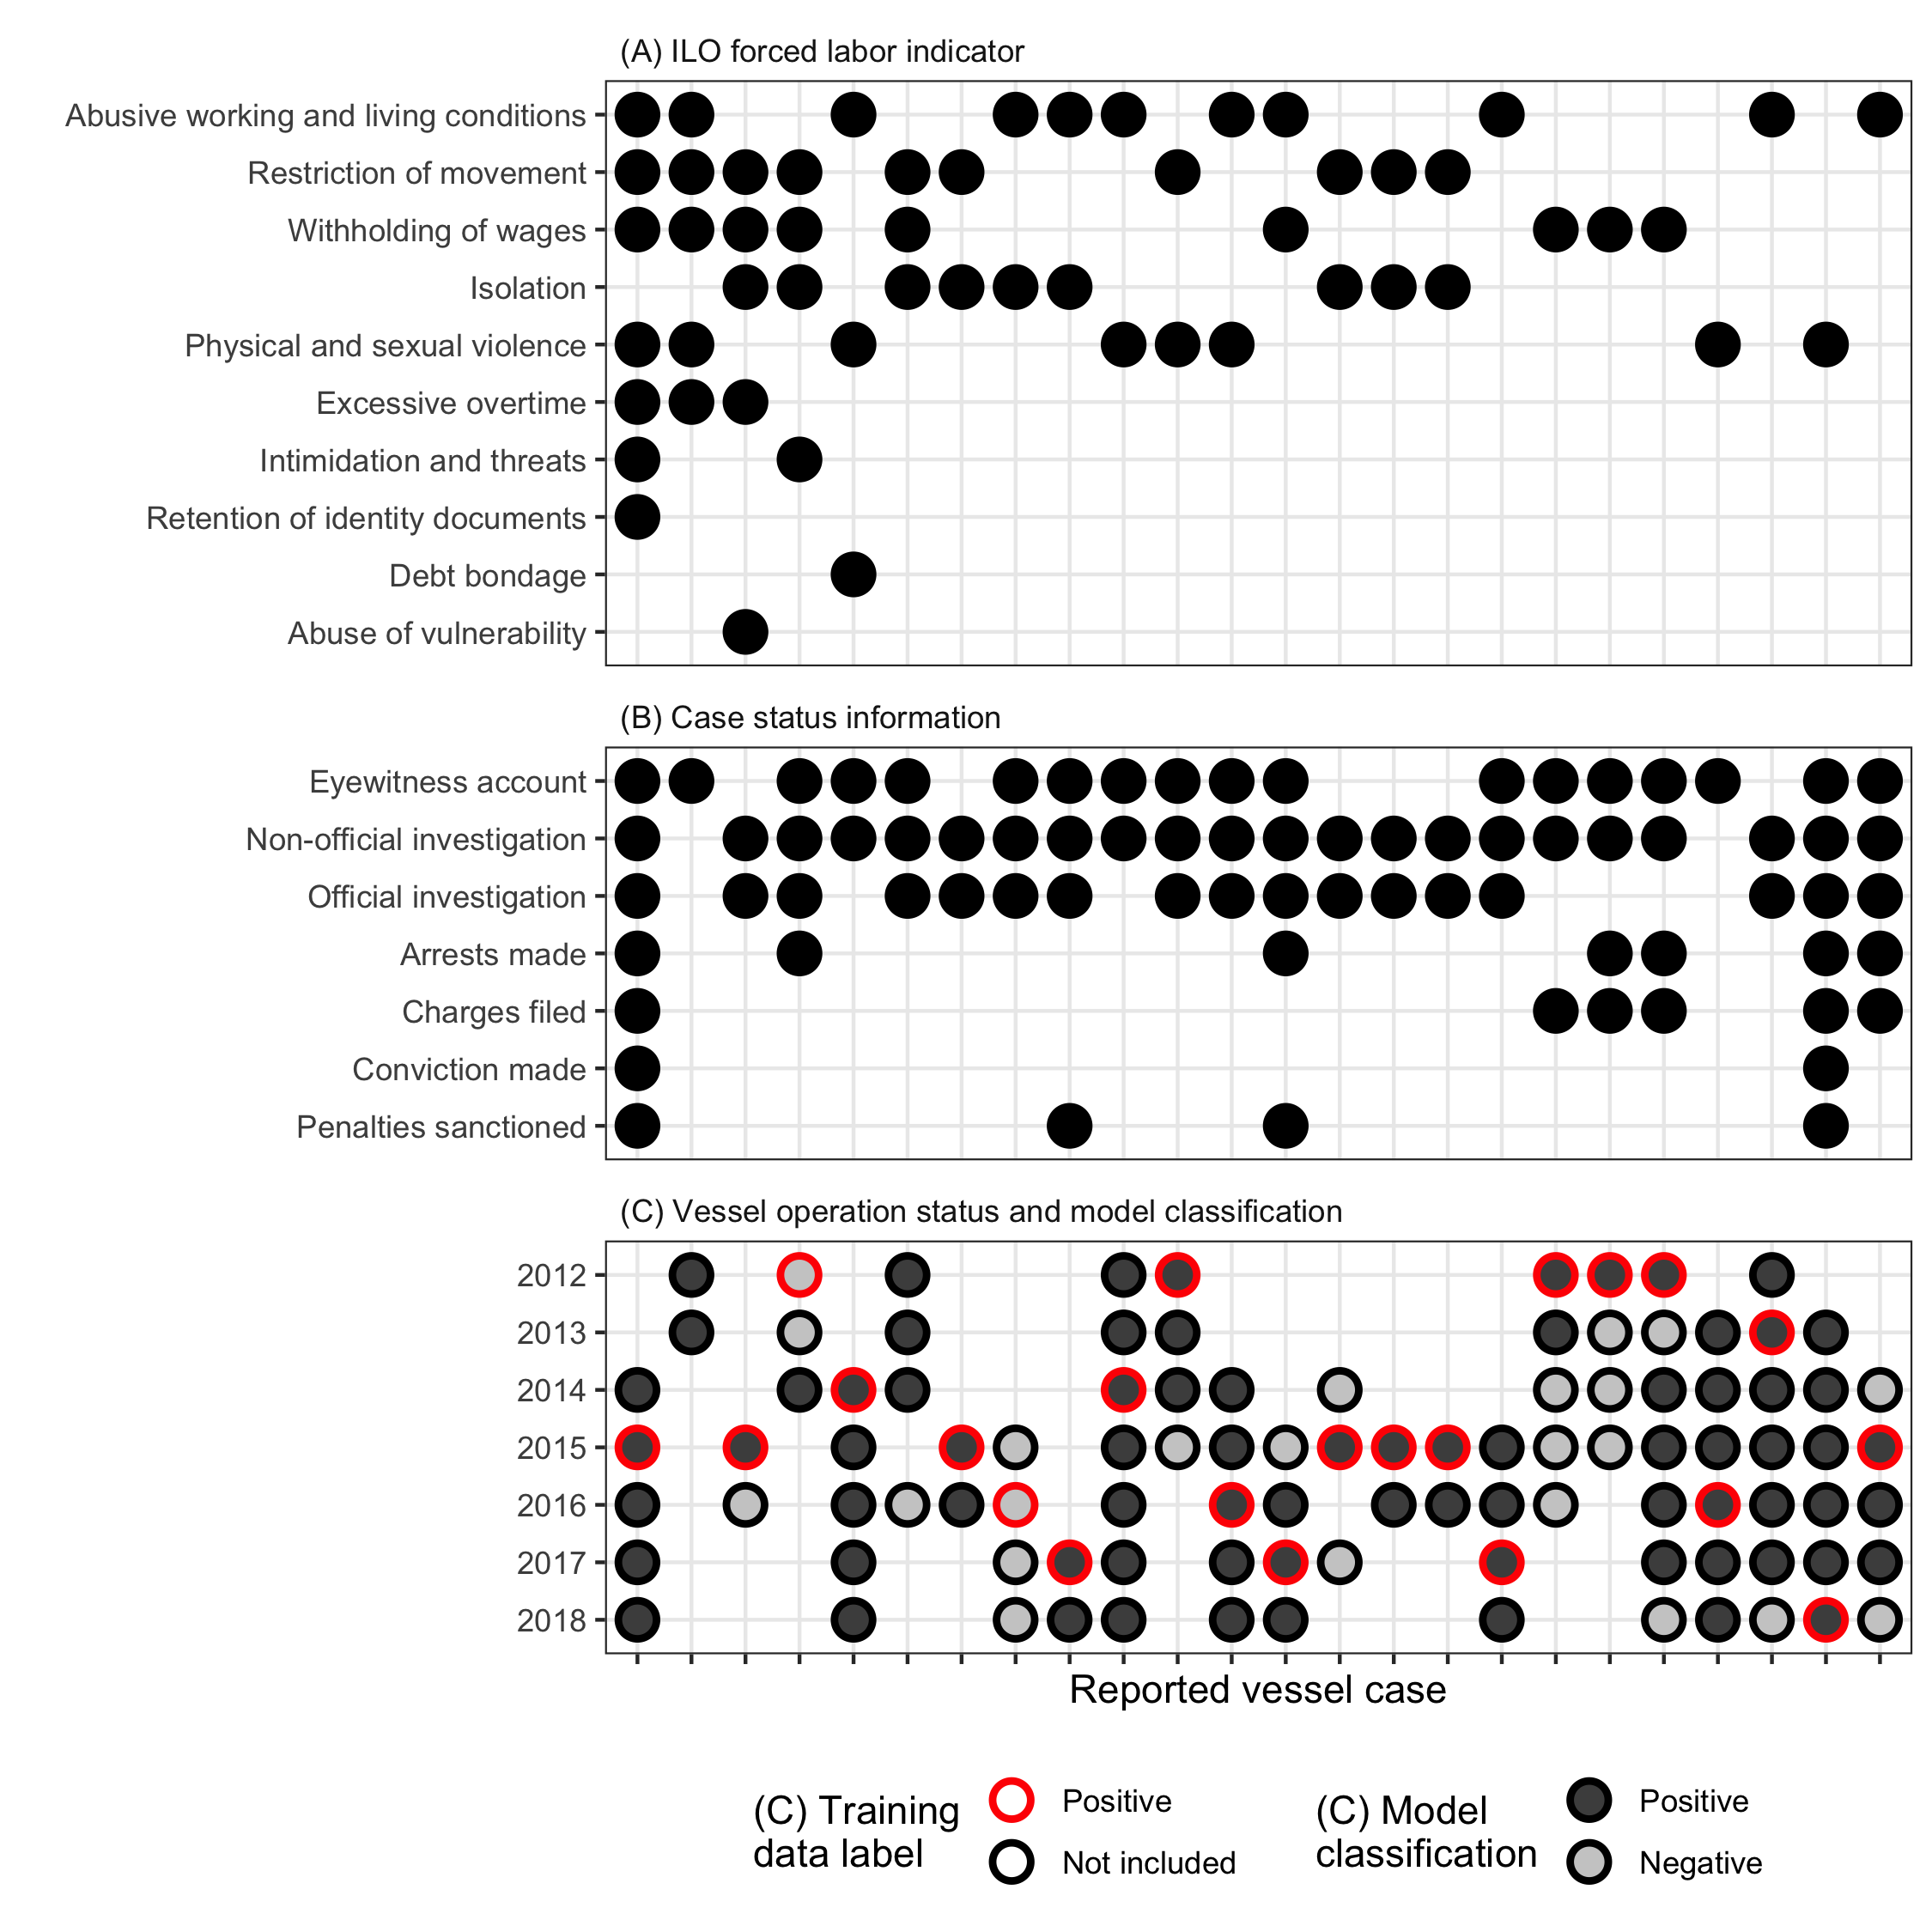 (A) ILO forced labor indicator
Abusive working and living conditions
Restriction of movement
Withholding of wages
Isolation
Physical and sexual violence
Excessive overtime
Intimidation and threats
Retention of identity documents
Debt bondage
Abuse of vulnerability
(B) Case status information
Eyewitness account
Non-official investigation
Official investigation
Arrests made
Charges filed
Conviction made
Penalties sanctioned
(C) Vessel operation status and model classification
2012
2013
2014
2015
2016
2017
2018
Reported vessel case
(C) Training
data label
Positive
Not included
(C) Model
classification
Positive
Negative